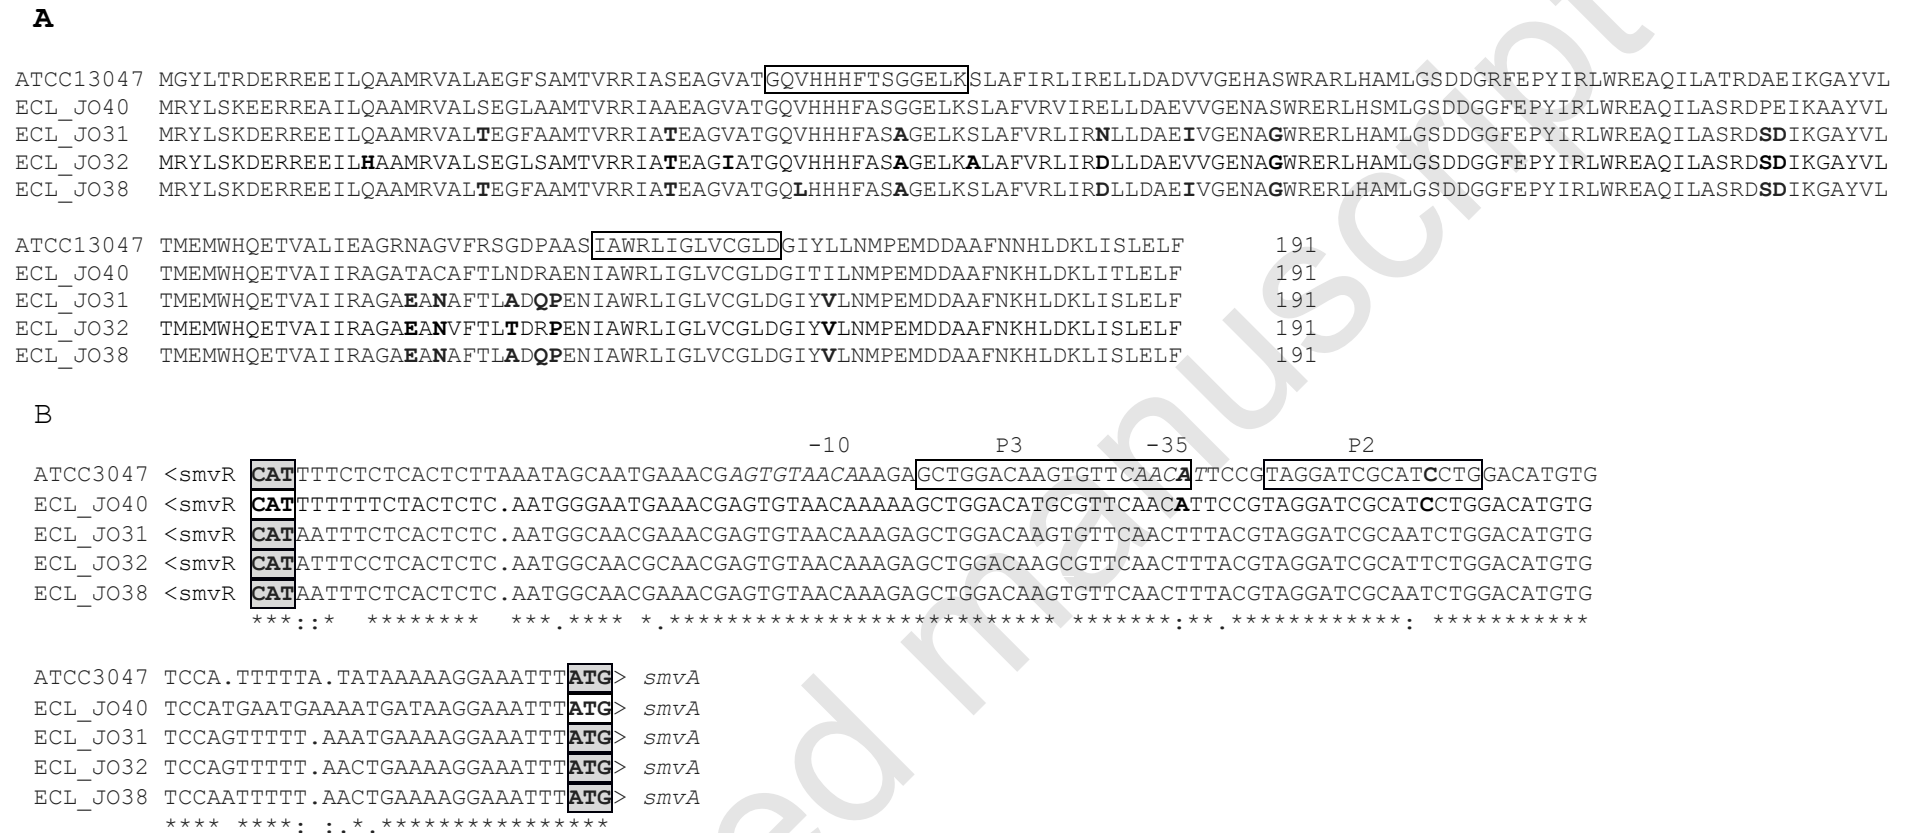 A
ATCC13047 MGYLTRDERREEILQAAMRVALAEGFSAMTVRRIASEAGVATGQVHHHFTSGGELKSLAFIRLIRELLDADVVGEHASWRARLHAMLGSDDGRFEPYIRLWREAQILATRDAEIKGAYVL
ECL_JO40 MRYLSKEERREAILQAAMRVALSEGLAAMTVRRIAAEAGVATGQVHHHFASGGELKSLAFVRVIRELLDAEVVGENASWRERLHSMLGSDDGGFEPYIRLWREAQILASRDPEIKAAYVL
ECL_JO31 MRYLSKDERREEILQAAMRVALTEGFAAMTVRRIATEAGVATGQVHHHFASAGELKSLAFVRLIRNLLDAEIVGENAGWRERLHAMLGSDDGGFEPYIRLWREAQILASRDSDIKGAYVL
ECL_JO32 MRYLSKDERREEILHAAMRVALSEGLSAMTVRRIATEAGIATGQVHHHFASAGELKALAFVRLIRDLLDAEVVGENAGWRERLHAMLGSDDGGFEPYIRLWREAQILASRDSDIKGAYVL
ECL_JO38 MRYLSKDERREEILQAAMRVALTEGFAAMTVRRIATEAGVATGQLHHHFASAGELKSLAFVRLIRDLLDAEIVGENAGWRERLHAMLGSDDGGFEPYIRLWREAQILASRDSDIKGAYVL
ATCC13047 TMEMWHQETVALIEAGRNAGVFRSGDPAASIAWRLIGLVCGLDGIYLLNMPEMDDAAFNNHLDKLISLELF 191
ECL_JO40 TMEMWHQETVAIIRAGATACAFTLNDRAENIAWRLIGLVCGLDGITILNMPEMDDAAFNKHLDKLITLELF 191
ECL_JO31 TMEMWHQETVAIIRAGAEANAFTLADQPENIAWRLIGLVCGLDGIYVLNMPEMDDAAFNKHLDKLISLELF 191
ECL_JO32 TMEMWHQETVAIIRAGAEANVFTLTDRPENIAWRLIGLVCGLDGIYVLNMPEMDDAAFNKHLDKLISLELF 191
ECL_JO38 TMEMWHQETVAIIRAGAEANAFTLADQPENIAWRLIGLVCGLDGIYVLNMPEMDDAAFNKHLDKLISLELF 191
B
-10 P3 -35 P2
ATCC3047 <smvR CATTTTCTCTCACTCTTAAATAGCAATGAAACGAGTGTAACAAAGAGCTGGACAAGTGTTCAACATTCCGTAGGATCGCATCCTGGACATGTG
ECL_JO40 <smvR CATTTTTTTCTACTCTC.AATGGGAATGAAACGAGTGTAACAAAAAGCTGGACATGCGTTCAACATTCCGTAGGATCGCATCCTGGACATGTG
ECL_JO31 <smvR CATAATTTCTCACTCTC.AATGGCAACGAAACGAGTGTAACAAAGAGCTGGACAAGTGTTCAACTTTACGTAGGATCGCAATCTGGACATGTG
ECL_JO32 <smvR CATATTTCCTCACTCTC.AATGGCAACGCAACGAGTGTAACAAAGAGCTGGACAAGCGTTCAACTTTACGTAGGATCGCATTCTGGACATGTG
ECL_JO38 <smvR CATAATTTCTCACTCTC.AATGGCAACGAAACGAGTGTAACAAAGAGCTGGACAAGTGTTCAACTTTACGTAGGATCGCAATCTGGACATGTG
***::* ******** ***.**** *.*************************** *******:**.************: ***********
ATCC3047 TCCA.TTTTTA.TATAAAAAGGAAATTTATG> smvA
ECL_JO40 TCCATGAATGAAAATGATAAGGAAATTTATG> smvA
ECL_JO31 TCCAGTTTTT.AAATGAAAAGGAAATTTATG> smvA
ECL_JO32 TCCAGTTTTT.AACTGAAAAGGAAATTTATG> smvA
ECL_JO38 TCCAATTTTT.AACTGAAAAGGAAATTTATG> smvA
**** ****: :.*.****************
ed manuscript